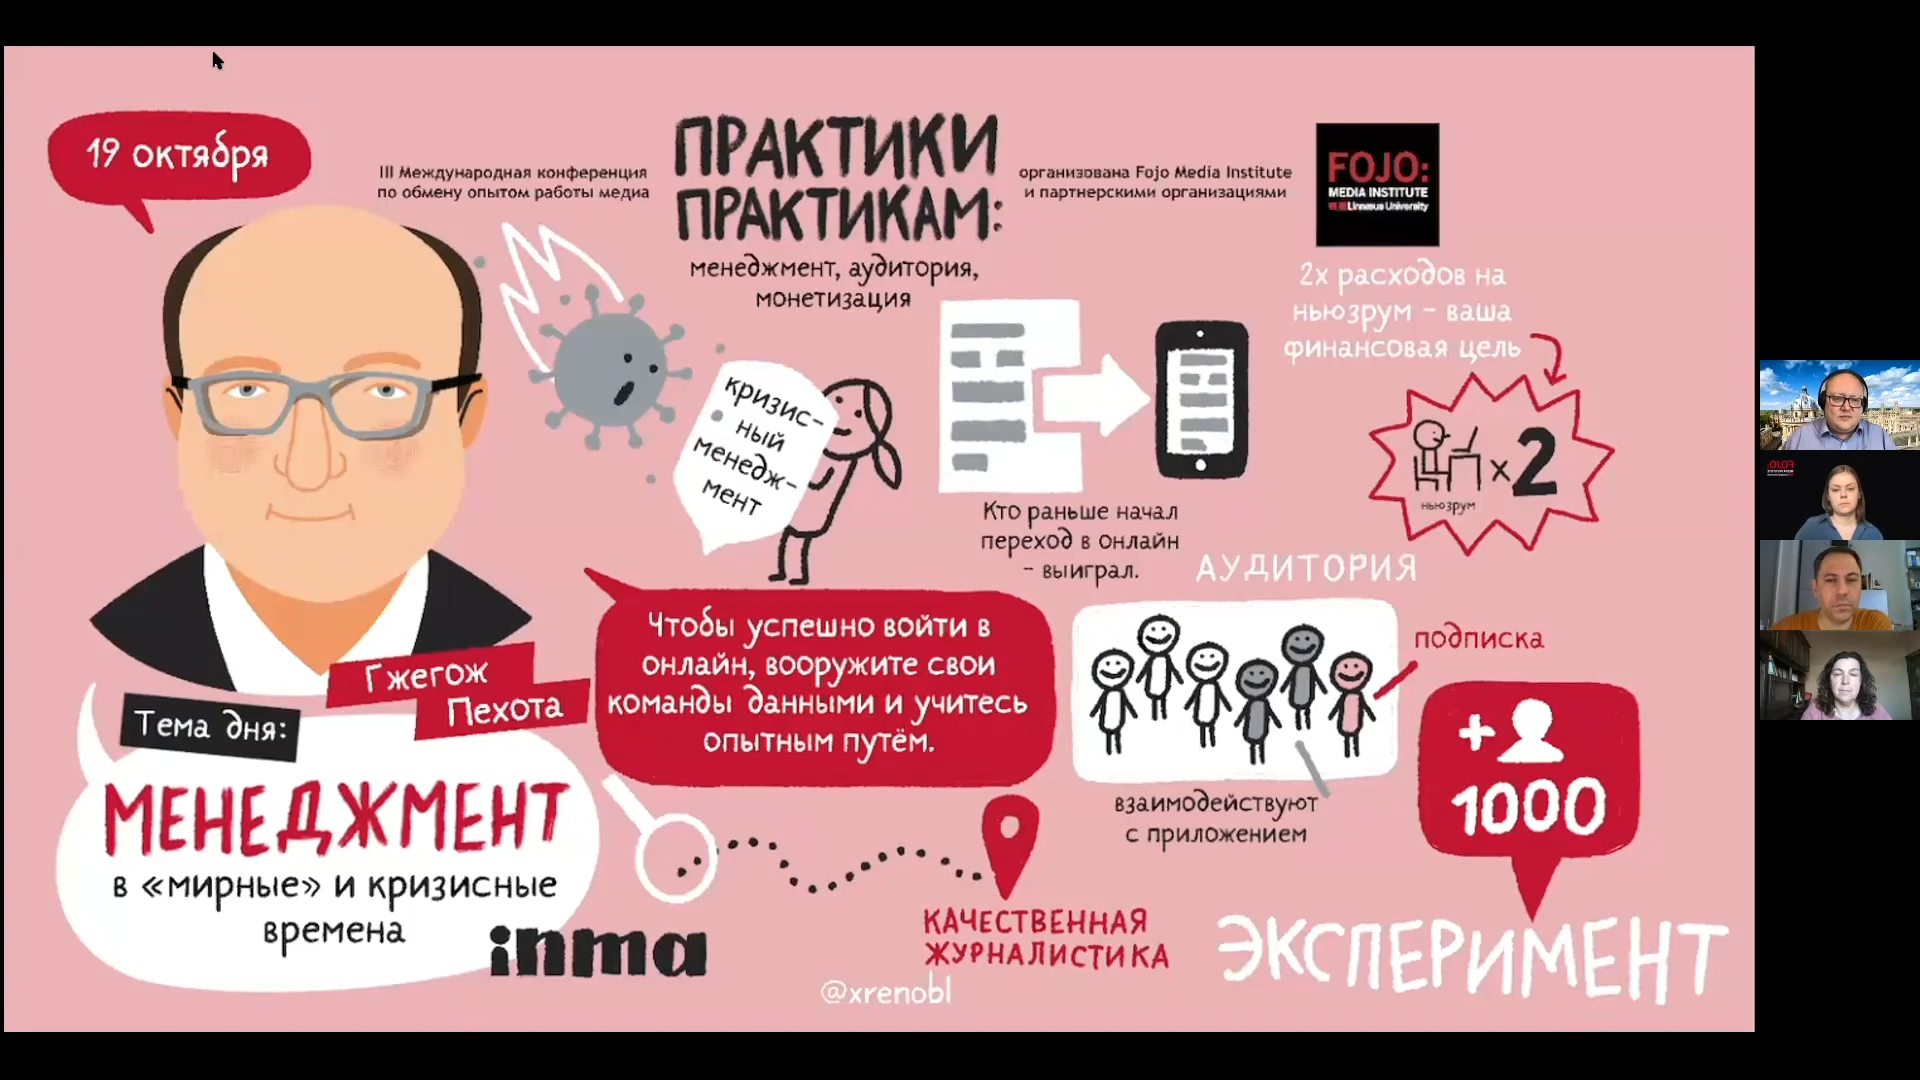 19 октября
III Международная конференция
по обмену опытом работы медиа
ПРАКТИКИ
ПРАКТИКАМ:
менеджмент, аудитория,
монетизация
организована Fojo Media Institute
и партнерскими организациями
FOJO:
MEDIA INSTITUTE
Linnæus University
2х расходов на
ньюзрум - ваша
финансовая цель
x2
ньюзрум
кризис-
ный
менедж-
мент
Кто раньше начал
переход в онлайн
- выиграл.
АУДИТОРИЯ
подписка
взаимодействуют
с приложением
+
1000
ЭКСПЕРИМЕНТ
Чтобы успешно войти в
онлайн, вооружите свои
команды данными и учитесь
опытным путём.
Гжегож
Пехота
Тема дня:
МЕНЕДЖМЕНТ
в «мирные» и кризисные
времена
inma
КАЧЕСТВЕННАЯ
ЖУРНАЛИСТИКА
@xrenobl